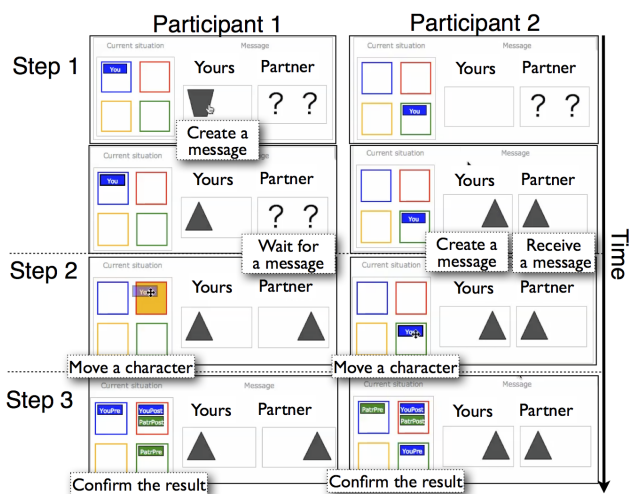 Participant 1
Participant 2
Step 1
Current situation
Message
You
Yours
Partner
? ?
Create a
message
Current situation
Message
You
Yours
Partner
? ?
Current situation
Message
You
Yours
Partner
? ?
Wait for
a message
Current situation
Message
You
Yours
Partner
Create a
message
Receive
a message
Time
Step 2
Current situation
Message
You
Yours
Partner
Move a character
Current situation
Message
You
Yours
Partner
Move a character
Step 3
Current situation
Message
YouPre
YouPost
PatrPost
PatrPre
Yours
Partner
Confirm the result
Current situation
Message
PatrPre
YouPost
PatrPost
YouPre
Yours
Partner
Confirm the result